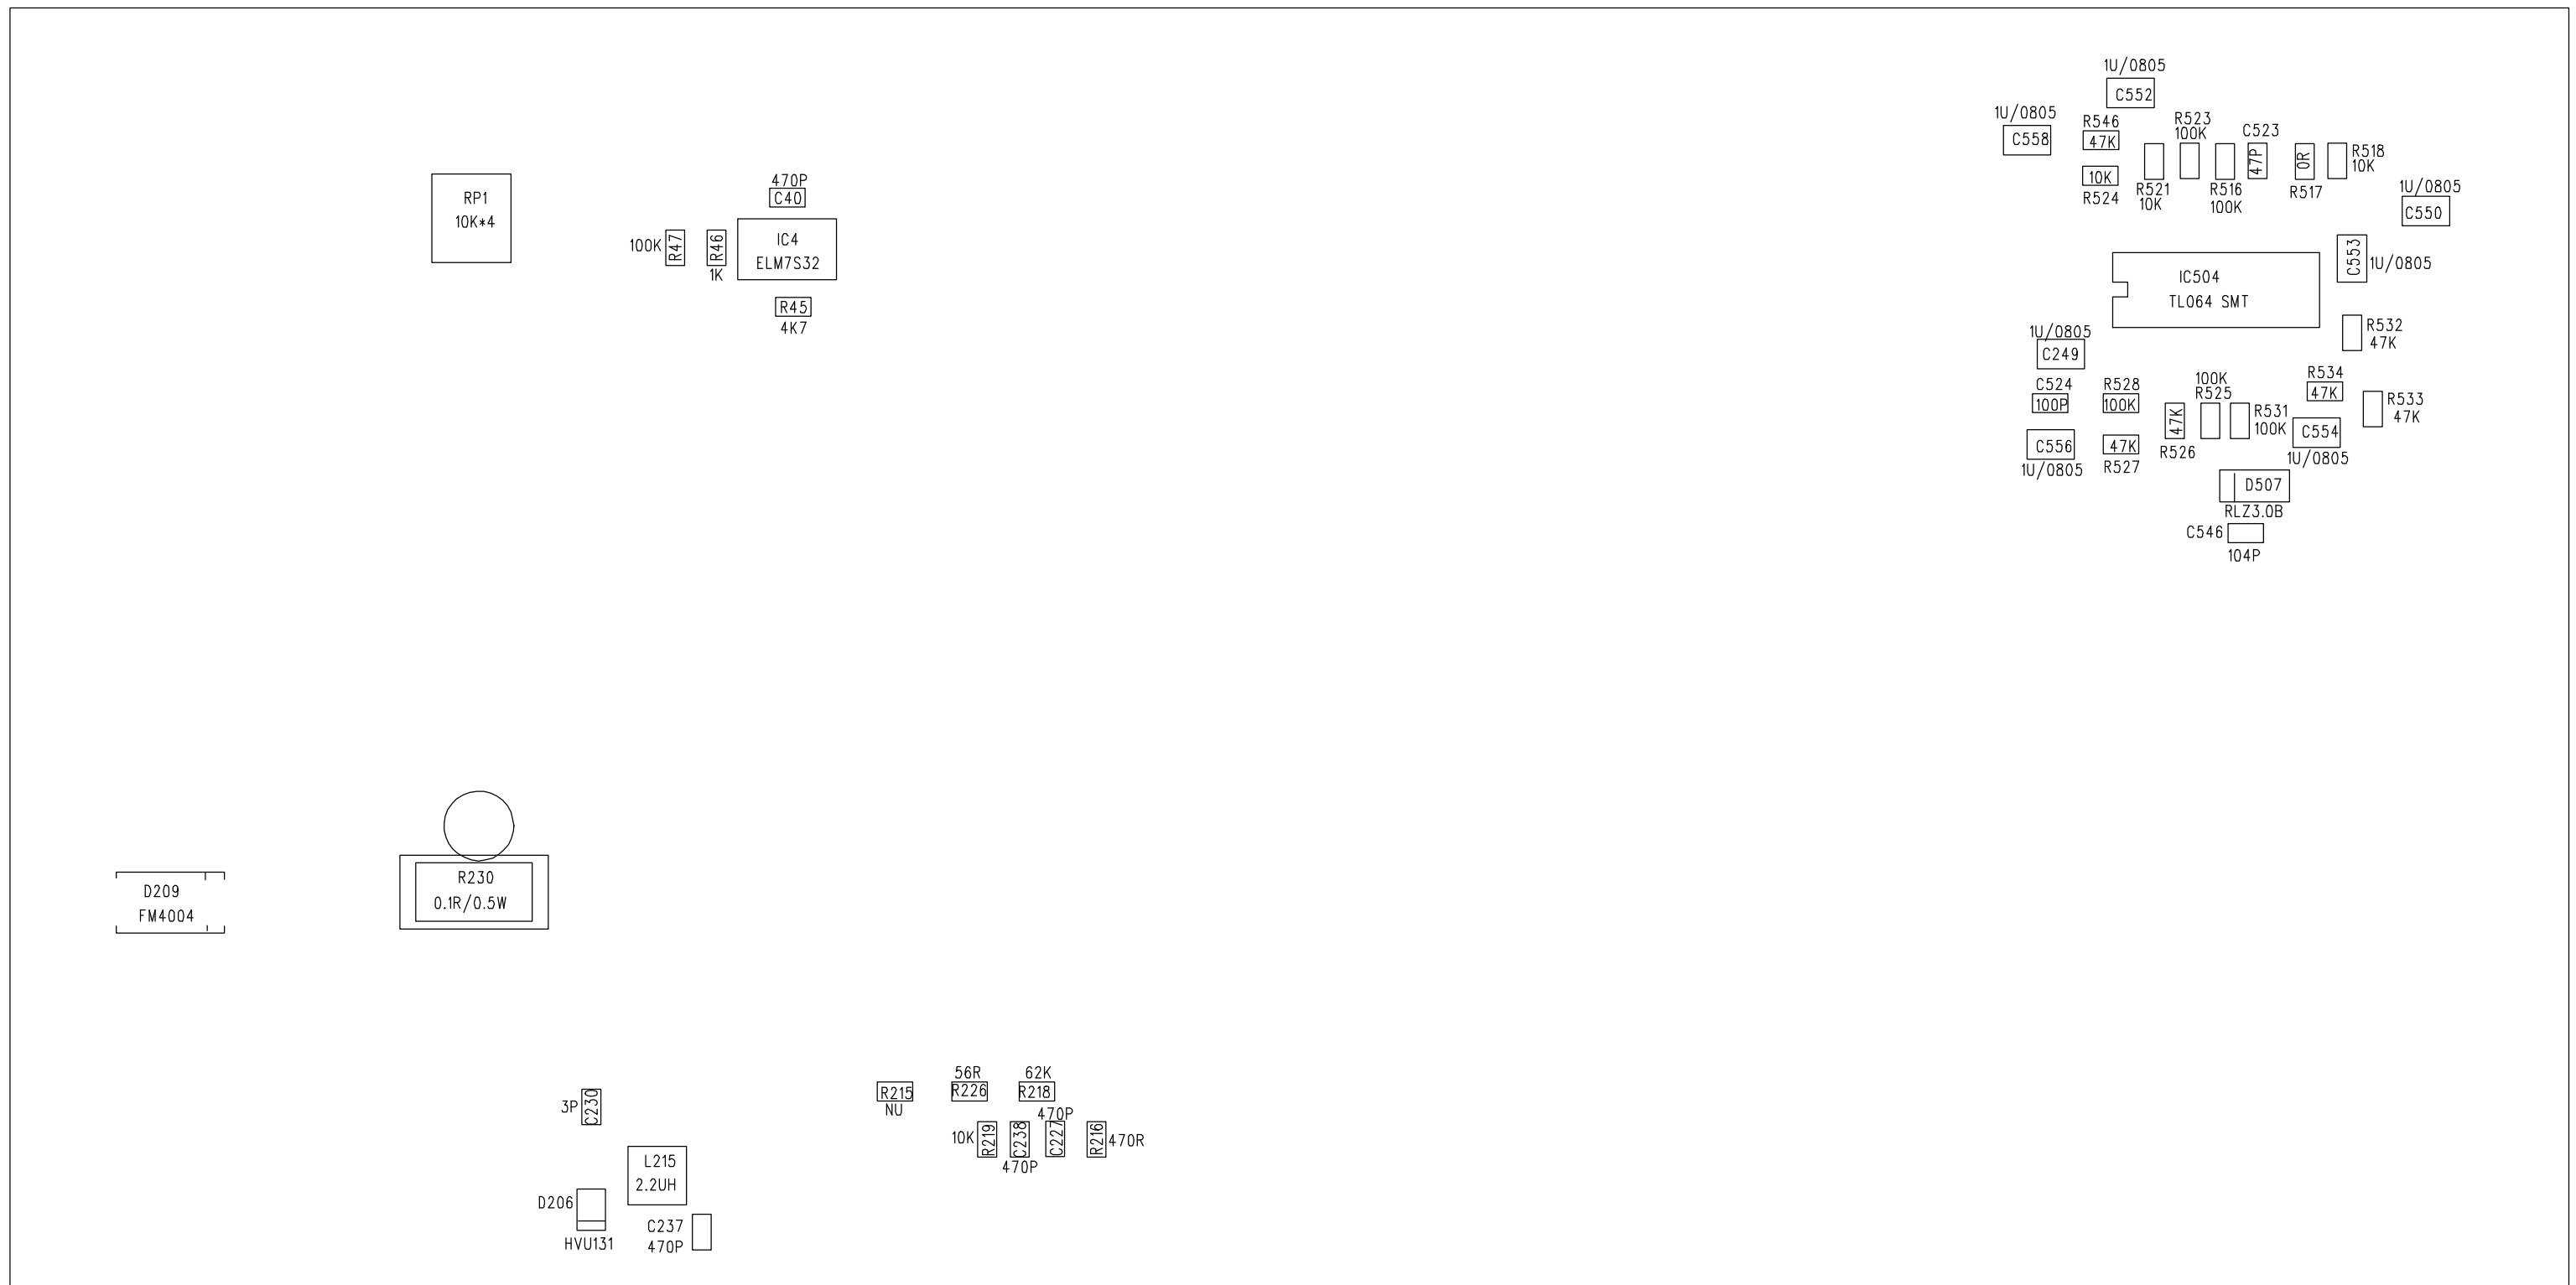 RP1
10K*4
470P
C40
100K
R47
R46
1K
IC4
ELM7S32
R45
4K7
1U/0805
C552
1U/0805
C558
R546
47K
10K
R524
R523
100K
R521
10K
R516
100K
C523
47P
0R
R517
R518
10K
1U/0805
C550
C553
1U/0805
IC504
TL064 SMT
R532
47K
1U/0805
C249
C524
100P
R528
100K
C556
1U/0805
47K
R527
47K
R526
100K
R525
R531
100K
R534
47K
R533
47K
C554
1U/0805
D507
RLZ3.0B
C546
104P
D209
FM4004
R230
0.1R/0.5W
3P
C230
L215
2.2UH
D206
HVU131
C237
470P
R215
NU
56R
R226
62K
R218
10K
R219
C238
470P
470P
C227
R216
470R